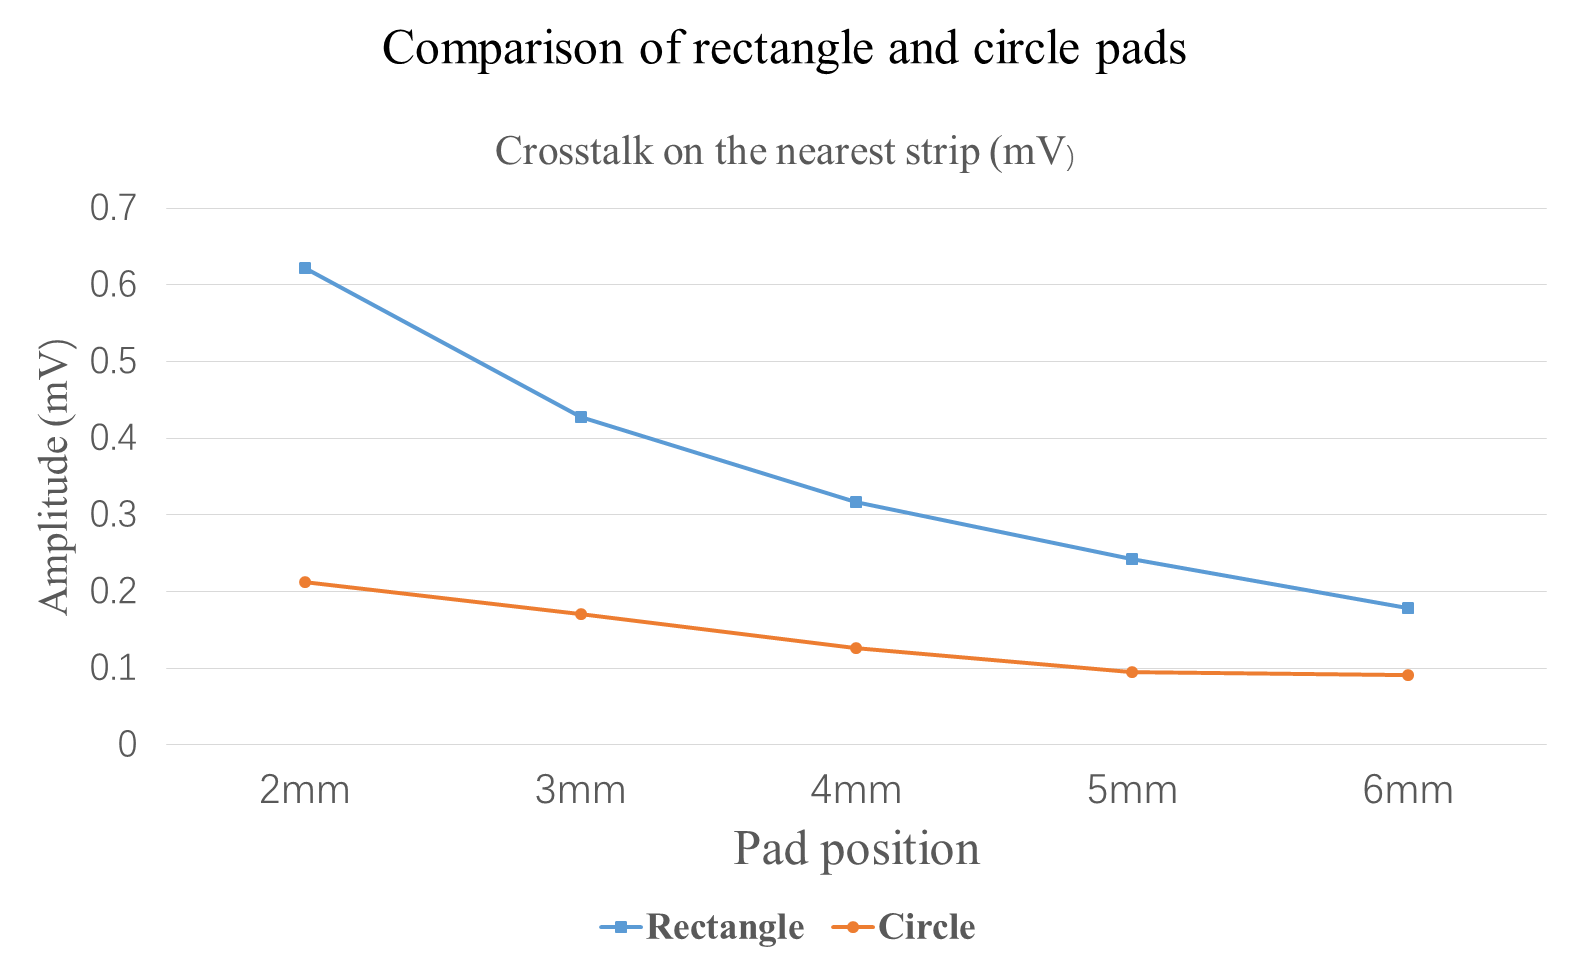 Comparison of rectangle and circle pads
Crosstalk on the nearest strip (mV)
Amplitude (mV)
0.7
0.6
0.5
0.4
0.3
0.2
0.1
0
2mm 3mm 4mm 5mm 6mm
Pad position
Rectangle Circle